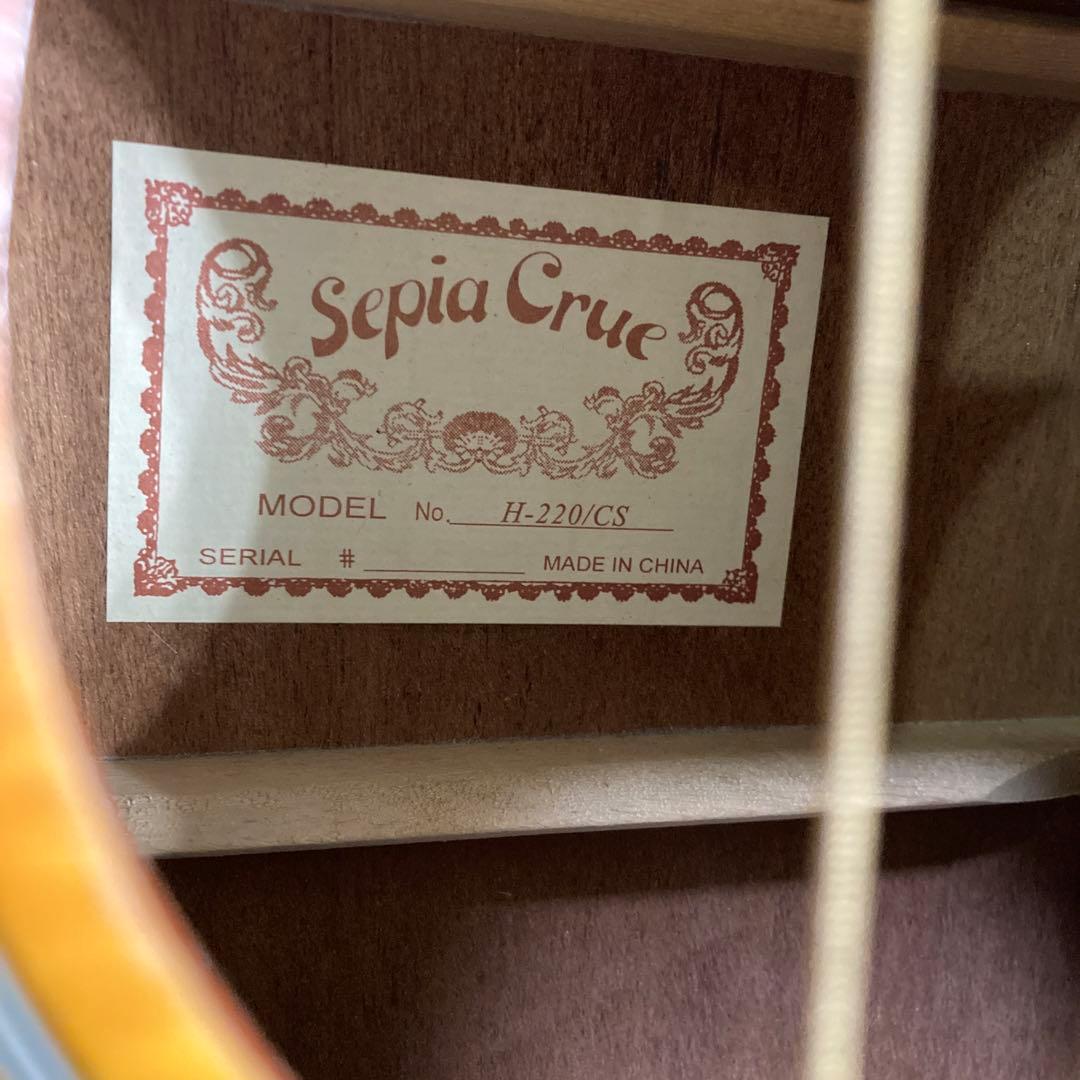 Sepia Crue
MODEL No. H-220/CS
SERIAL # MADE IN CHINA